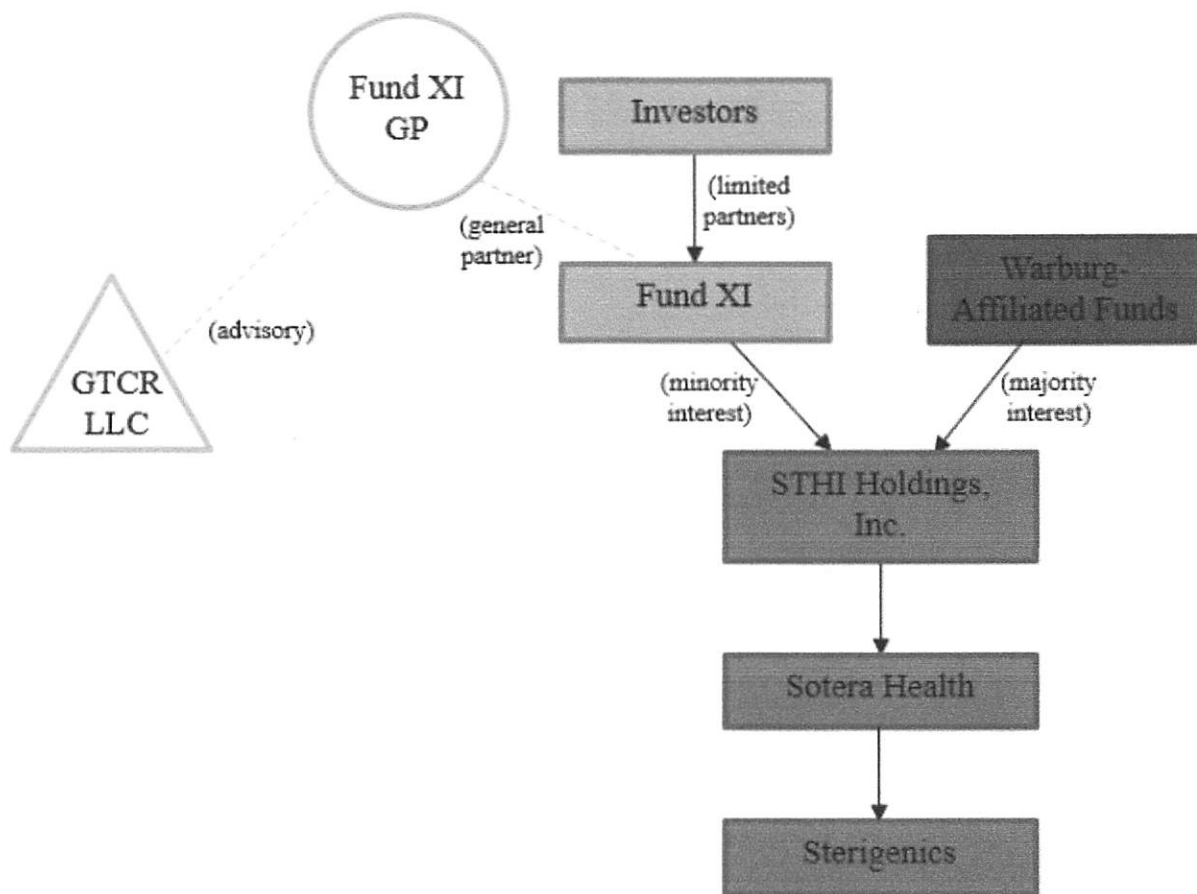 Fund XI
GP
Investors
(limited
partners)
(general
partner)
Fund XI
Warburg-
Affiliated Funds
(advisory)
GTCR
LLC
(minority
interest)
(majority
interest)
STHI Holdings,
Inc.
Sotera Health
Sterigenics